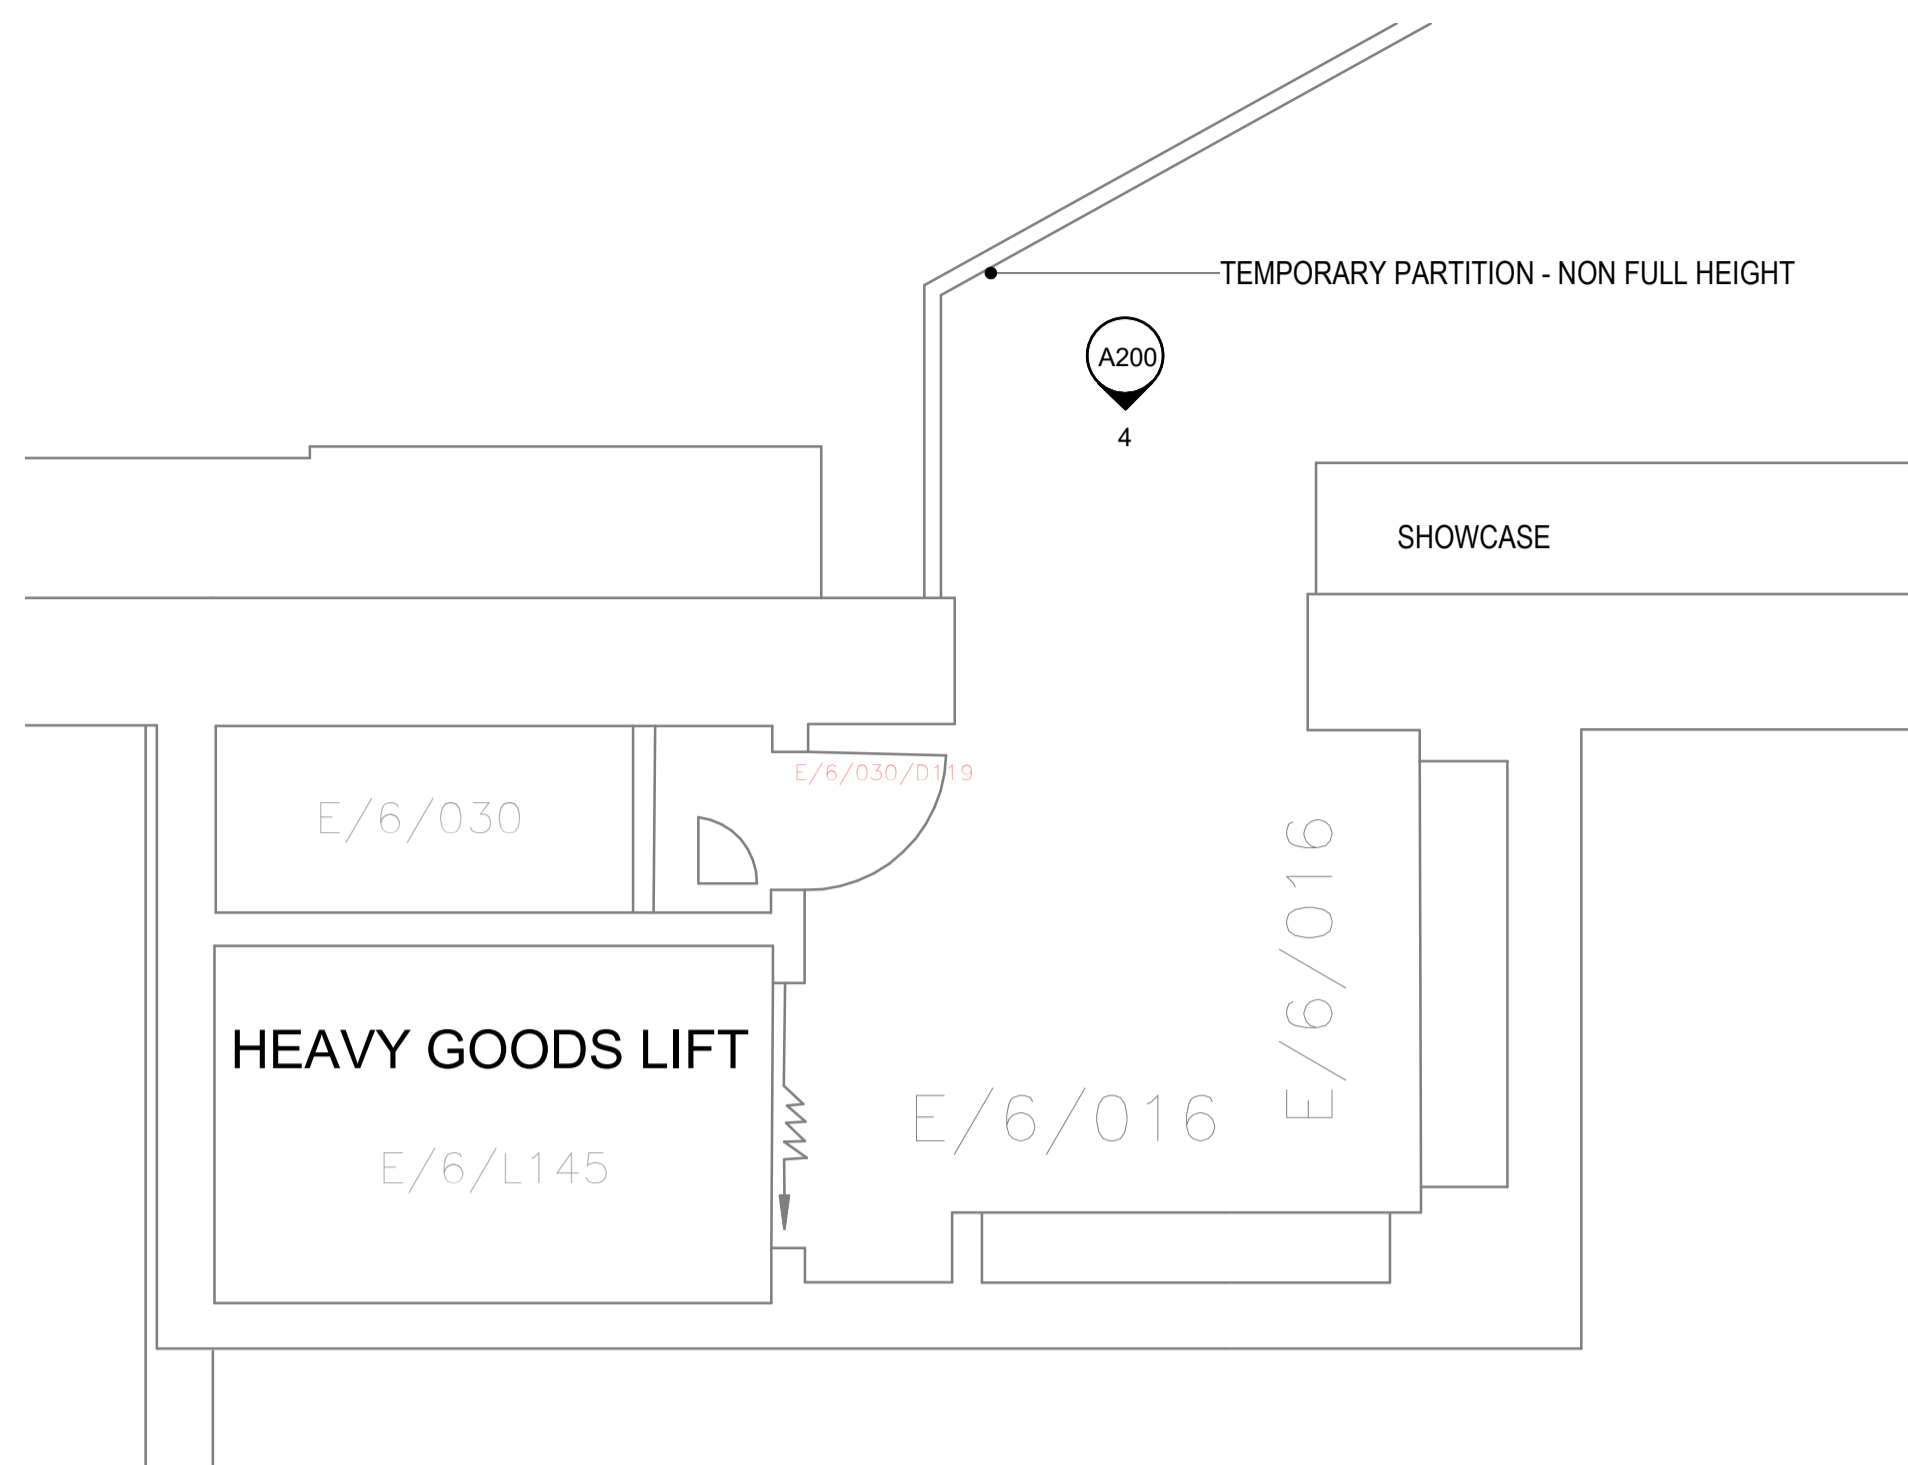 TEMPORARY PARTITION - NON FULL HEIGHT
A200
4
SHOWCASE
E/6/030/D119
E/6/030
E/6/016
HEAVY GOODS LIFT
E/6/016
E/6/L145